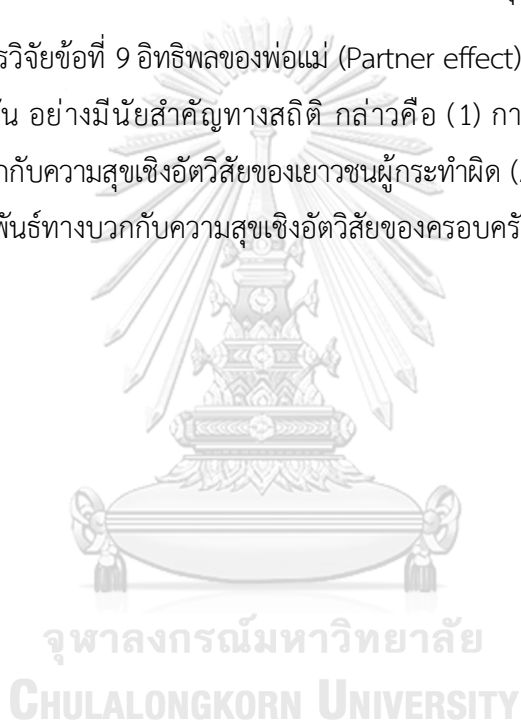 รวิจัยข้อที่ 9 อิทธิพลของพ่อแม่ (Partner effect)
ัน อย่างมีนัยสำคัญทางสถิติ กล่าวคือ (1) กา
กกับความสุขเชิงอัตวิสัยของเยาวชนผู้กระทำผิด (
พันธ์ทางบวกกับความสุขเชิงอัตวิสัยของครอบครั
จุฬาลงกรณ์มหาวิทยาลัย
CHULALONGKORN UNIVERSITY